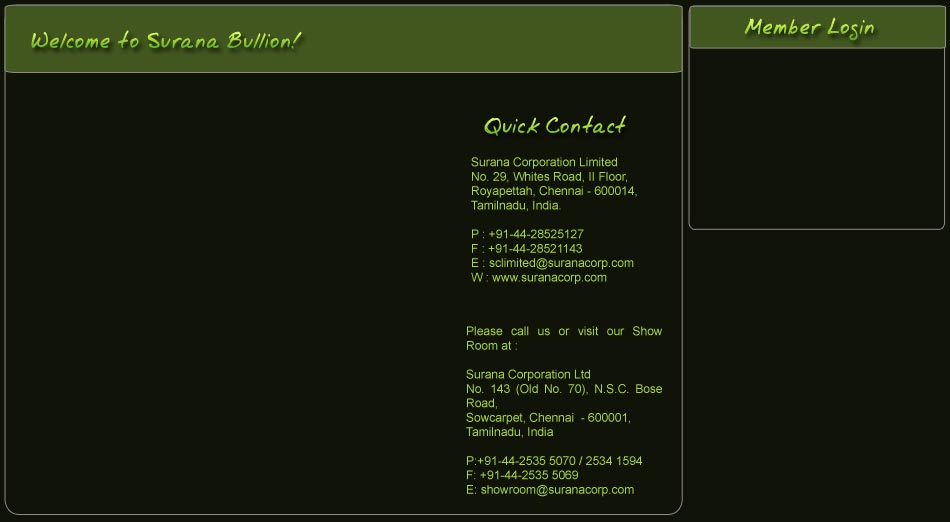 Welcome to Surana Bullion!
Member Login
Quick Contact
Surana Corporation Limited
No. 29, Whites Road, II Floor,
Royapettah, Chennai - 600014,
Tamilnadu, India.
P : +91-44-28525127
F : +91-44-28521143
E : sclimited@suranacorp.com
W : www.suranacorp.com
Please call us or visit our Show
Room at :
Surana Corporation Ltd
No. 143 (Old No. 70), N.S.C. Bose
Road,
Sowcarpet, Chennai - 600001,
Tamilnadu, India
P:+91-44-2535 5070 / 2534 1594
F: +91-44-2535 5069
E: showroom@suranacorp.com